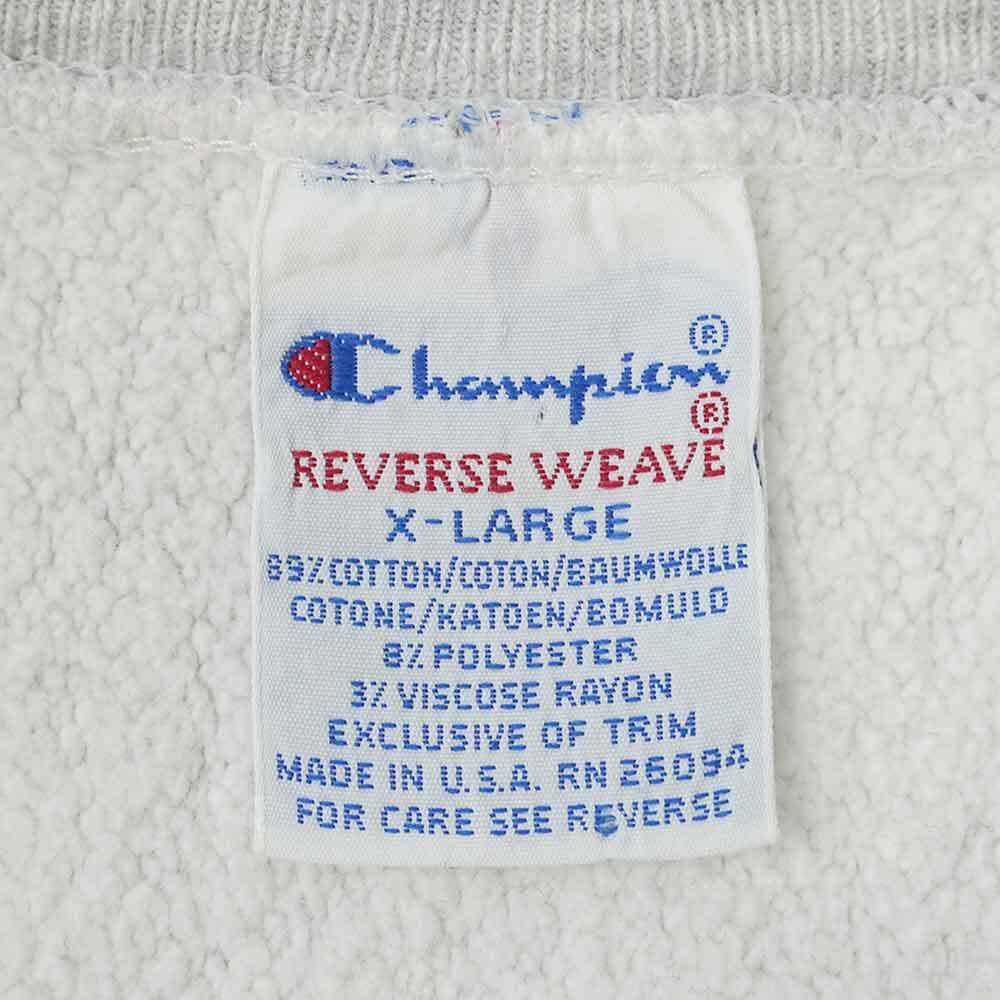 Champion®
REVERSE WEAVE®
X-LARGE
89% COTTON/COTON/BAUMWOLLE
COTONE/KATOEN/BOMULD
8% POLYESTER
3% VISCOSE RAYON
EXCLUSIVE OF TRIM
MADE IN U.S.A. RN 26094
FOR CARE SEE REVERSE